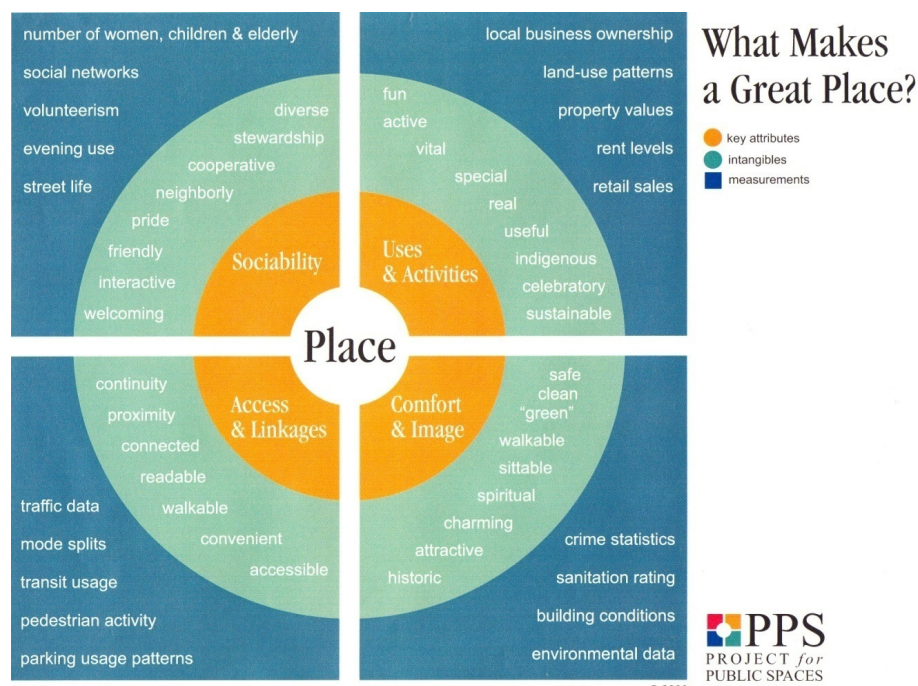 What Makes
a Great Place?
key attributes
intangibles
measurements
number of women, children & elderly
social networks
volunteerism
evening use
street life
diverse
stewardship
cooperative
neighborly
pride
friendly
interactive
welcoming
Sociability
local business ownership
land-use patterns
property values
rent levels
retail sales
fun
active
vital
special
real
useful
indigenous
celebratory
sustainable
Uses
& Activities
Place
continuity
proximity
connected
readable
walkable
convenient
accessible
Access
& Linkages
traffic data
mode splits
transit usage
pedestrian activity
parking usage patterns
Comfort
& Image
safe
clean
“green”
walkable
sittable
spiritual
charming
attractive
historic
crime statistics
sanitation rating
building conditions
environmental data
PPS
PROJECT for
PUBLIC SPACES